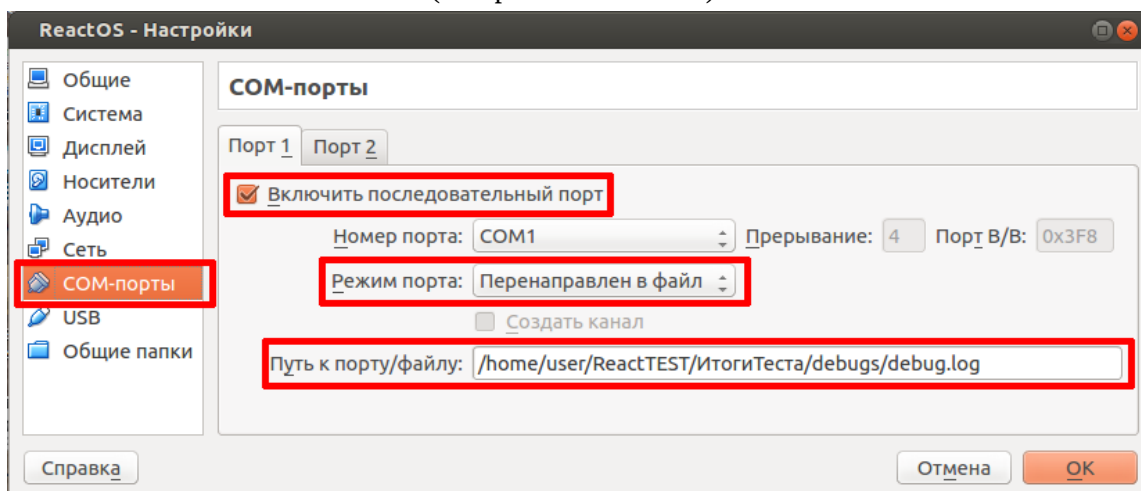 ReactOS - Настройки
Общие
Система
Дисплей
Носители
Аудио
Сеть
COM-порты
USB
Общие папки
COM-порты
Порт 1 Порт 2
Включить последовательный порт
Номер порта: COM1 Прерывание: 4 Порт В/В: 0x3F8
Режим порта: Перенаправлен в файл
Создать канал
Путь к порту/файлу: /home/user/ReactTEST/ИтогиТеста/debugs/debug.log
Справка Отмена OK